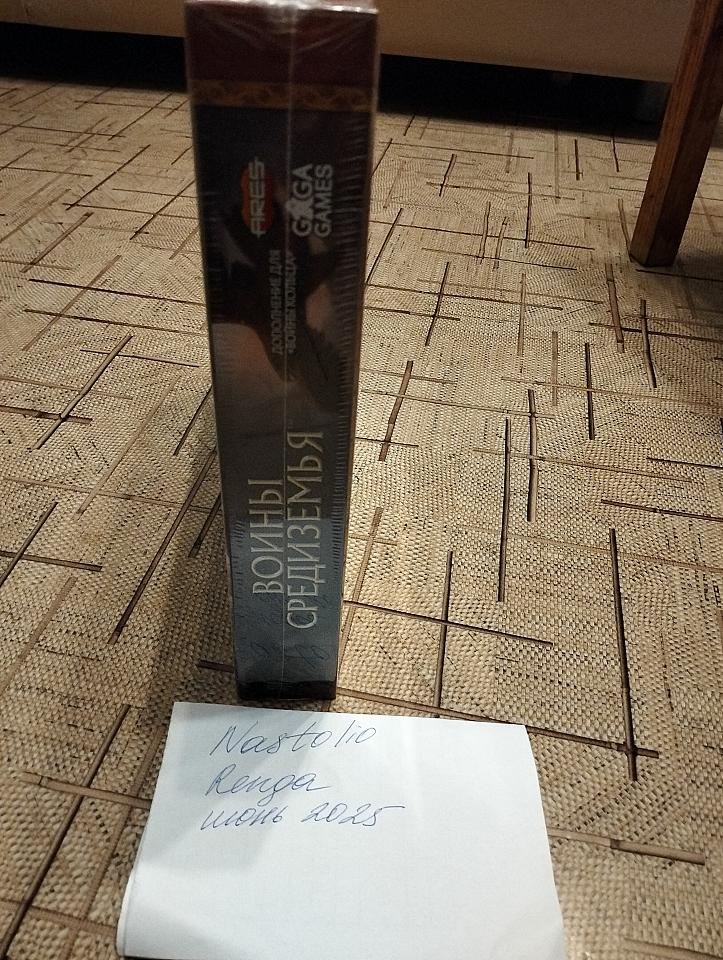 ARES
GAGA
GAMES
ДОПОЛНЕНИЕ ДЛЯ
«ВОЙНЫ КОЛЬЦА»
ВОИНЫ
СРЕДИЗЕМЬЯ
Nastolio
Renga
июнь 2025